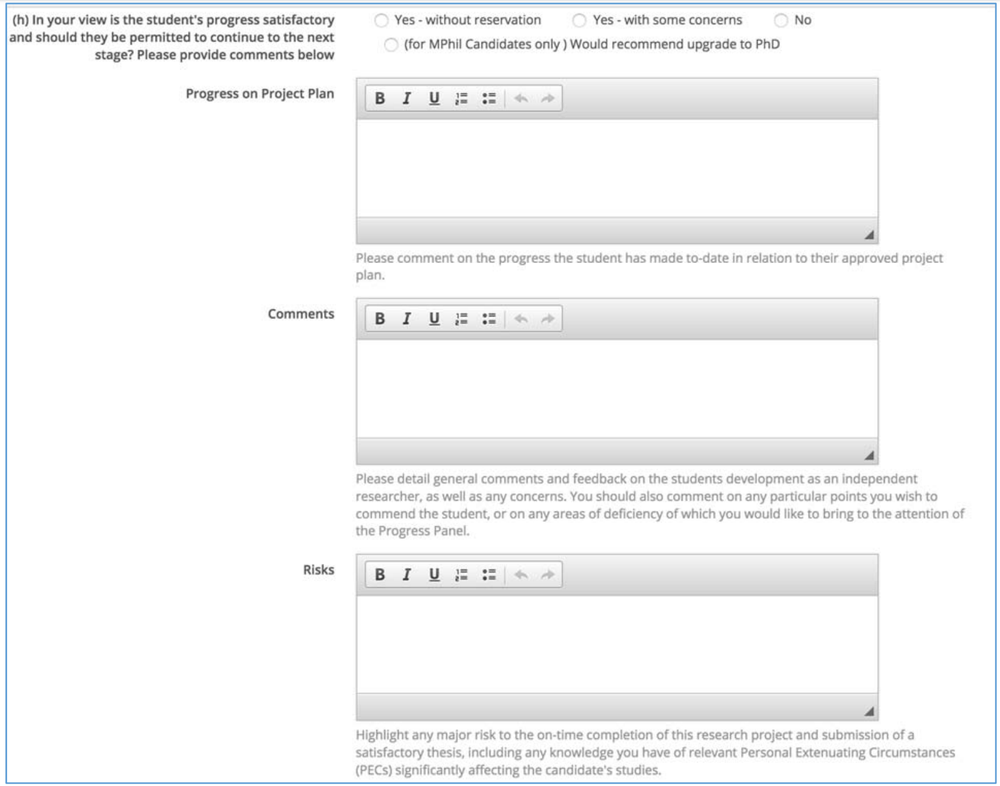 (h) In your view is the student's progress satisfactory
and should they be permitted to continue to the next
stage? Please provide comments below
Yes - without reservation
Yes - with some concerns
No
(for MPhil Candidates only ) Would recommend upgrade to PhD
Progress on Project Plan
B I U
Please comment on the progress the student has made to-date in relation to their approved project
plan.
Comments
B I U
Please detail general comments and feedback on the students development as an independent
researcher, as well as any concerns. You should also comment on any particular points you wish to
commend the student, or on any areas of deficiency of which you would like to bring to the attention of
the Progress Panel.
Risks
B I U
Highlight any major risk to the on-time completion of this research project and submission of a
satisfactory thesis, including any knowledge you have of relevant Personal Extenuating Circumstances
(PECs) significantly affecting the candidate's studies.